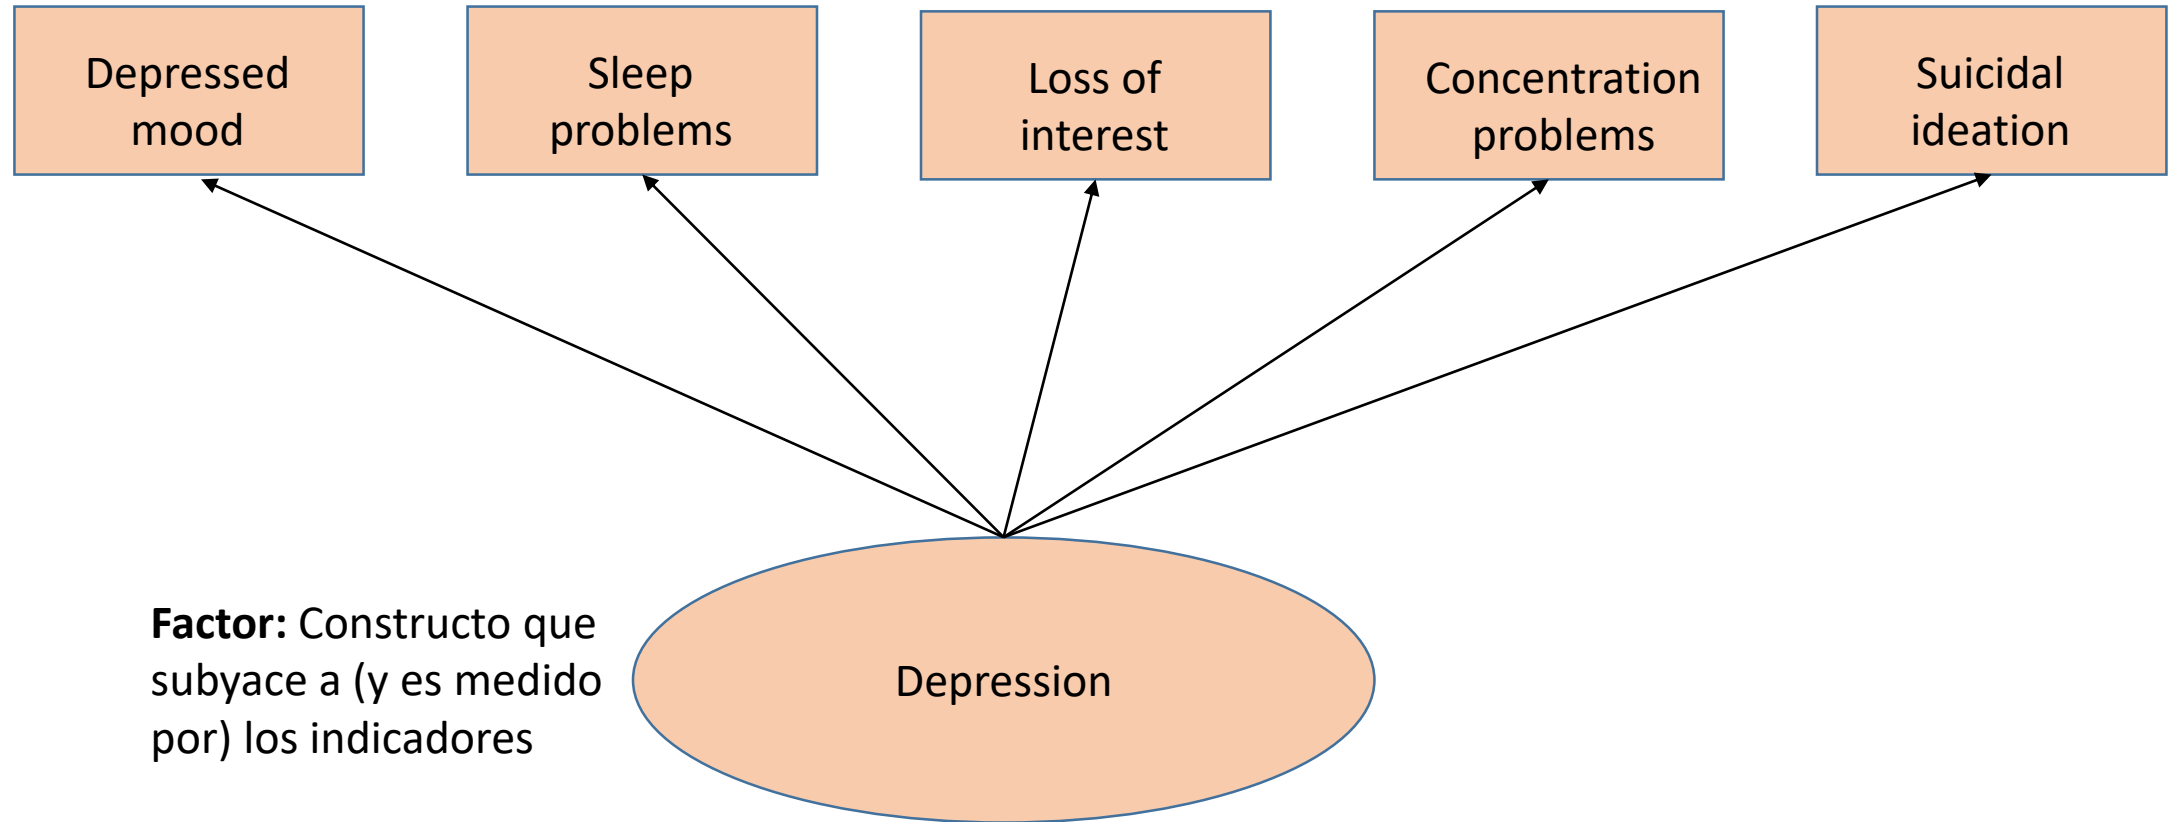 Depressed
mood
Sleep
problems
Loss of
interest
Concentration
problems
Suicidal
ideation
Factor: Constructo que
subyace a (y es medido
por) los indicadores
Depression